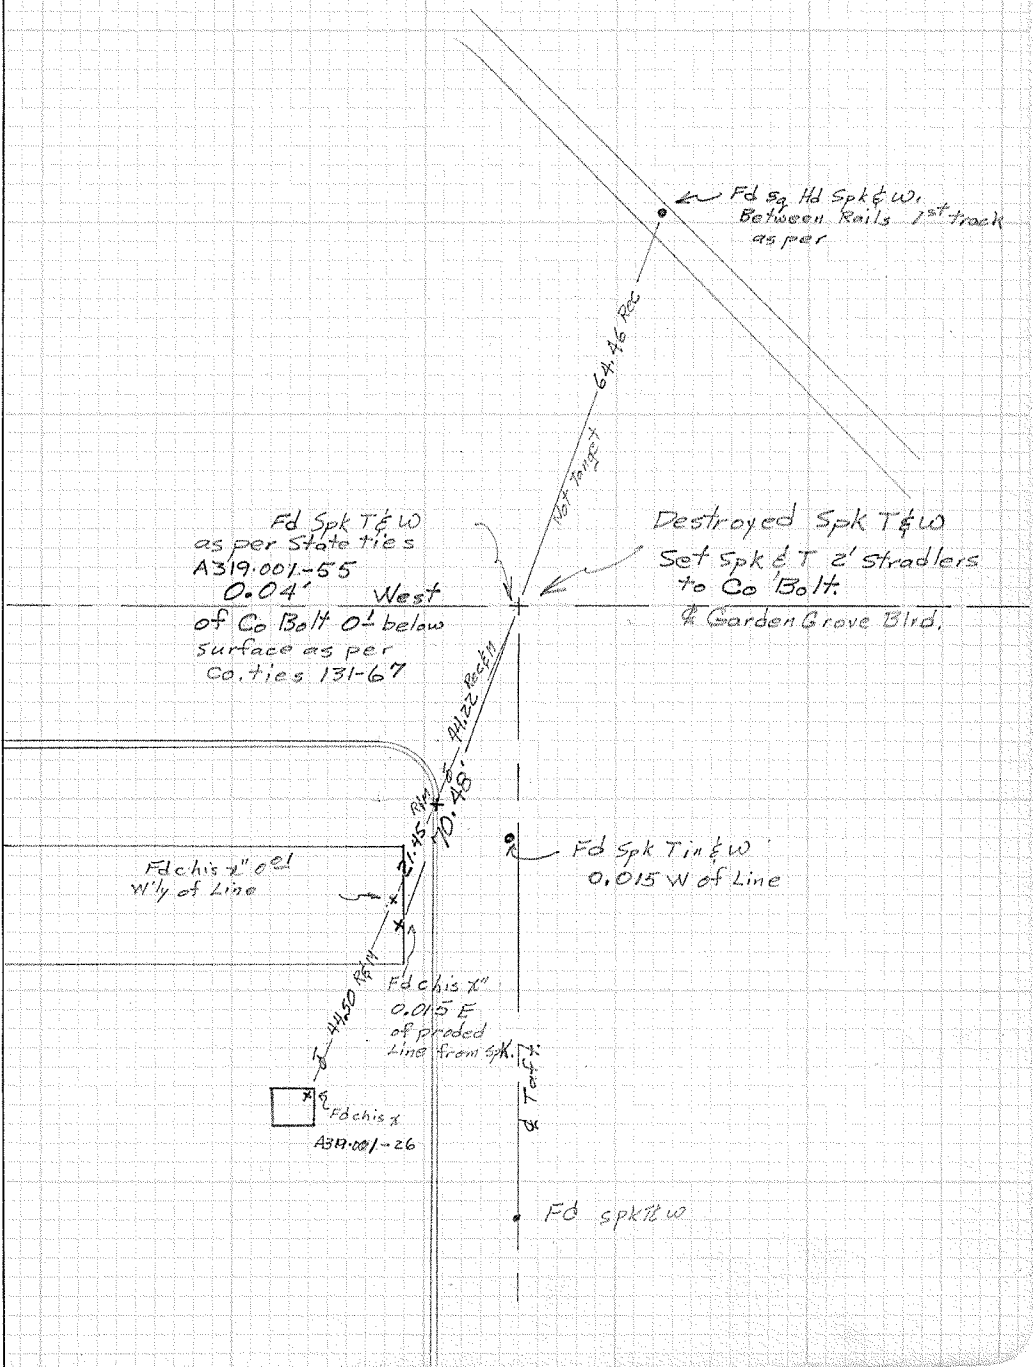 Fd Sq Hd Spk & W.
Between Rails 1st track
as per
64.46 Rec
Not Tanget
Fd Spk T & W
as per State ties
A319.001-55
0.04' West
of Co Bolt 0.1 below
surface as per
Co. ties 131-67
Destroyed Spk T & W
Set Spk & T 2' Stradlers
to Co Bolt.
℄ Garden Grove Blvd.
44.22 Rec & M
70.48'
21.45 R&M
Fd Spk Tin & W
0.015 W of Line
Fd chis "x" 0.01
W'ly of Line
Fd chis x"
0.015 E
of proded
Line from Spk.
44.50 R&M
℄ Taft
Fd chis x
A319.001-26
Fd spk T & W